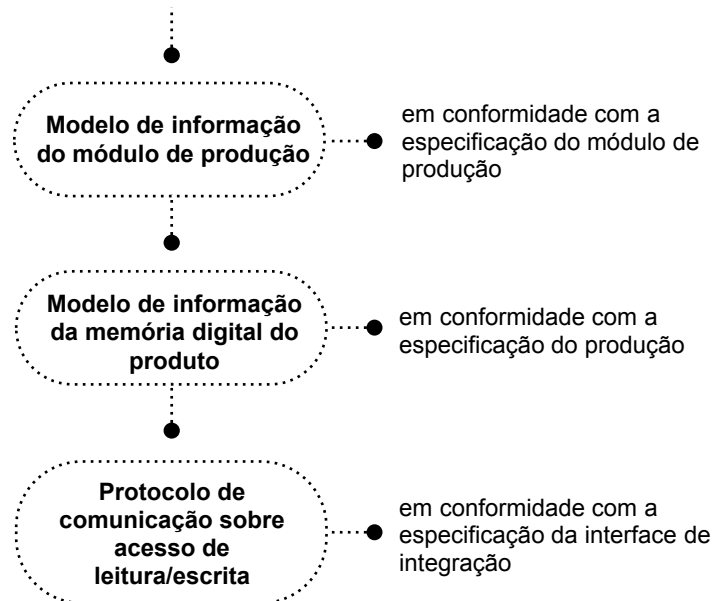 Modelo de informação
do módulo de produção
em conformidade com a
especificação do módulo de
produção
Modelo de informação
da memória digital do
produto
em conformidade com a
especificação do produção
Protocolo de
comunicação sobre
acesso de
leitura/escrita
em conformidade com a
especificação da interface de
integração